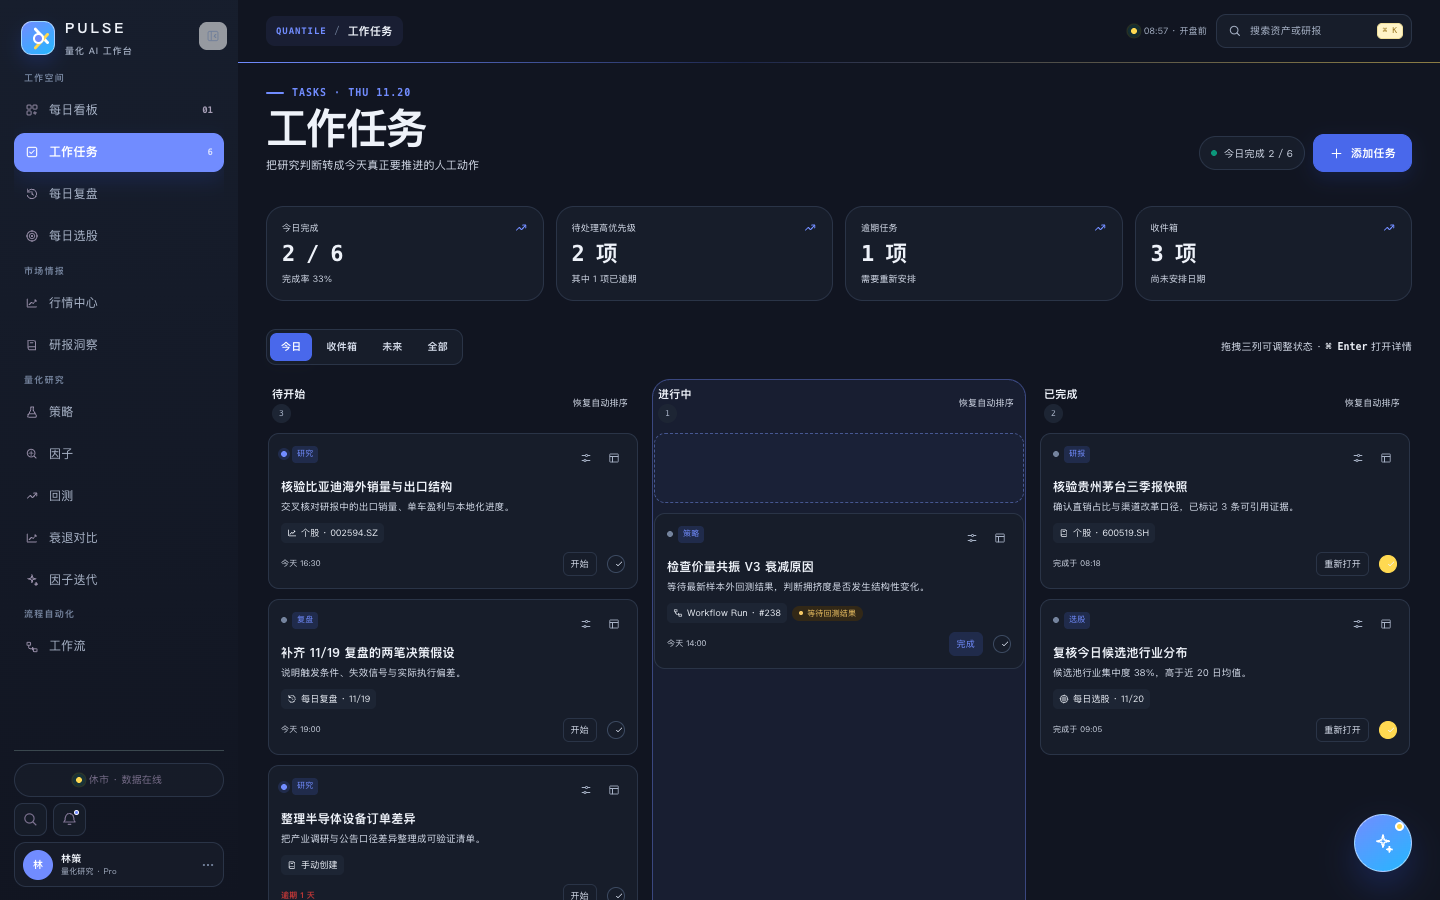 PULSE
量化 AI 工作台
工作空间
每日看板
01
工作任务
6
每日复盘
每日选股
市场情报
行情中心
研报洞察
量化研究
策略
因子
回测
衰退对比
因子迭代
流程自动化
工作流
休市 · 数据在线
林
林策
量化研究 · Pro
QUANTILE / 工作任务
08:57 · 开盘前
搜索资产或研报
⌘ K
TASKS · THU 11.20
工作任务
把研究判断转成今天真正要推进的人工动作
今日完成 2 / 6
添加任务
今日完成
2 / 6
完成率 33%
待处理高优先级
2 项
其中 1 项已逾期
逾期任务
1 项
需要重新安排
收件箱
3 项
尚未安排日期
今日
收件箱
未来
全部
拖拽三列可调整状态 · ⌘ Enter 打开详情
待开始
3
恢复自动排序
研究
核验比亚迪海外销量与出口结构
交叉核对研报中的出口销量、单车盈利与本地化进度。
个股 · 002594.SZ
今天 16:30
开始
复盘
补齐 11/19 复盘的两笔决策假设
说明触发条件、失效信号与实际执行偏差。
每日复盘 · 11/19
今天 19:00
开始
研究
整理半导体设备订单差异
把产业调研与公告口径差异整理成可验证清单。
手动创建
逾期 1 天
开始
进行中
1
恢复自动排序
策略
检查价量共振 V3 衰减原因
等待最新样本外回测结果，判断拥挤度是否发生结构性变化。
Workflow Run · #238
等待回测结果
今天 14:00
完成
已完成
2
恢复自动排序
研报
核验贵州茅台三季报快照
确认直销占比与渠道改革口径，已标记 3 条可引用证据。
个股 · 600519.SH
完成于 08:18
重新打开
选股
复核今日候选池行业分布
候选池行业集中度 38%，高于近 20 日均值。
每日选股 · 11/20
完成于 09:05
重新打开